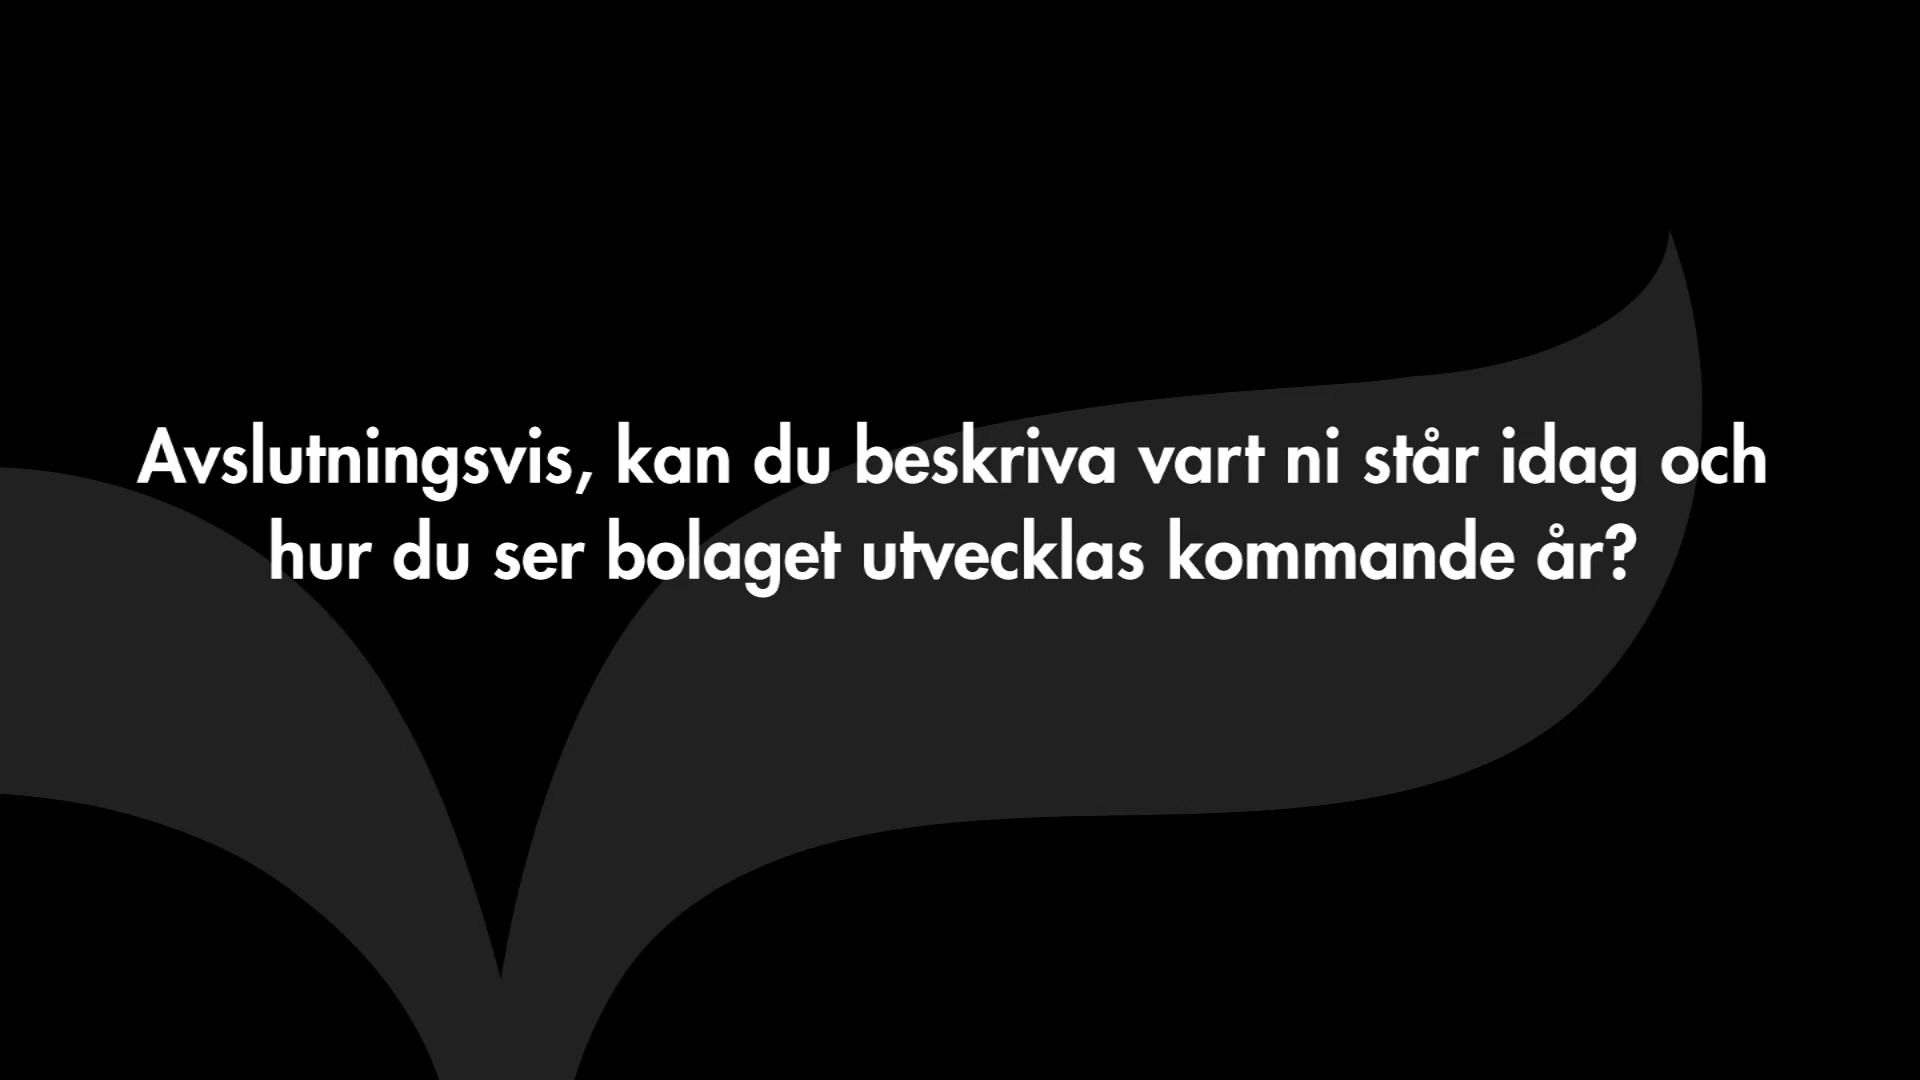 Avslutningsvis, kan du beskriva vart ni står idag och
hur du ser bolaget utvecklas kommande år?